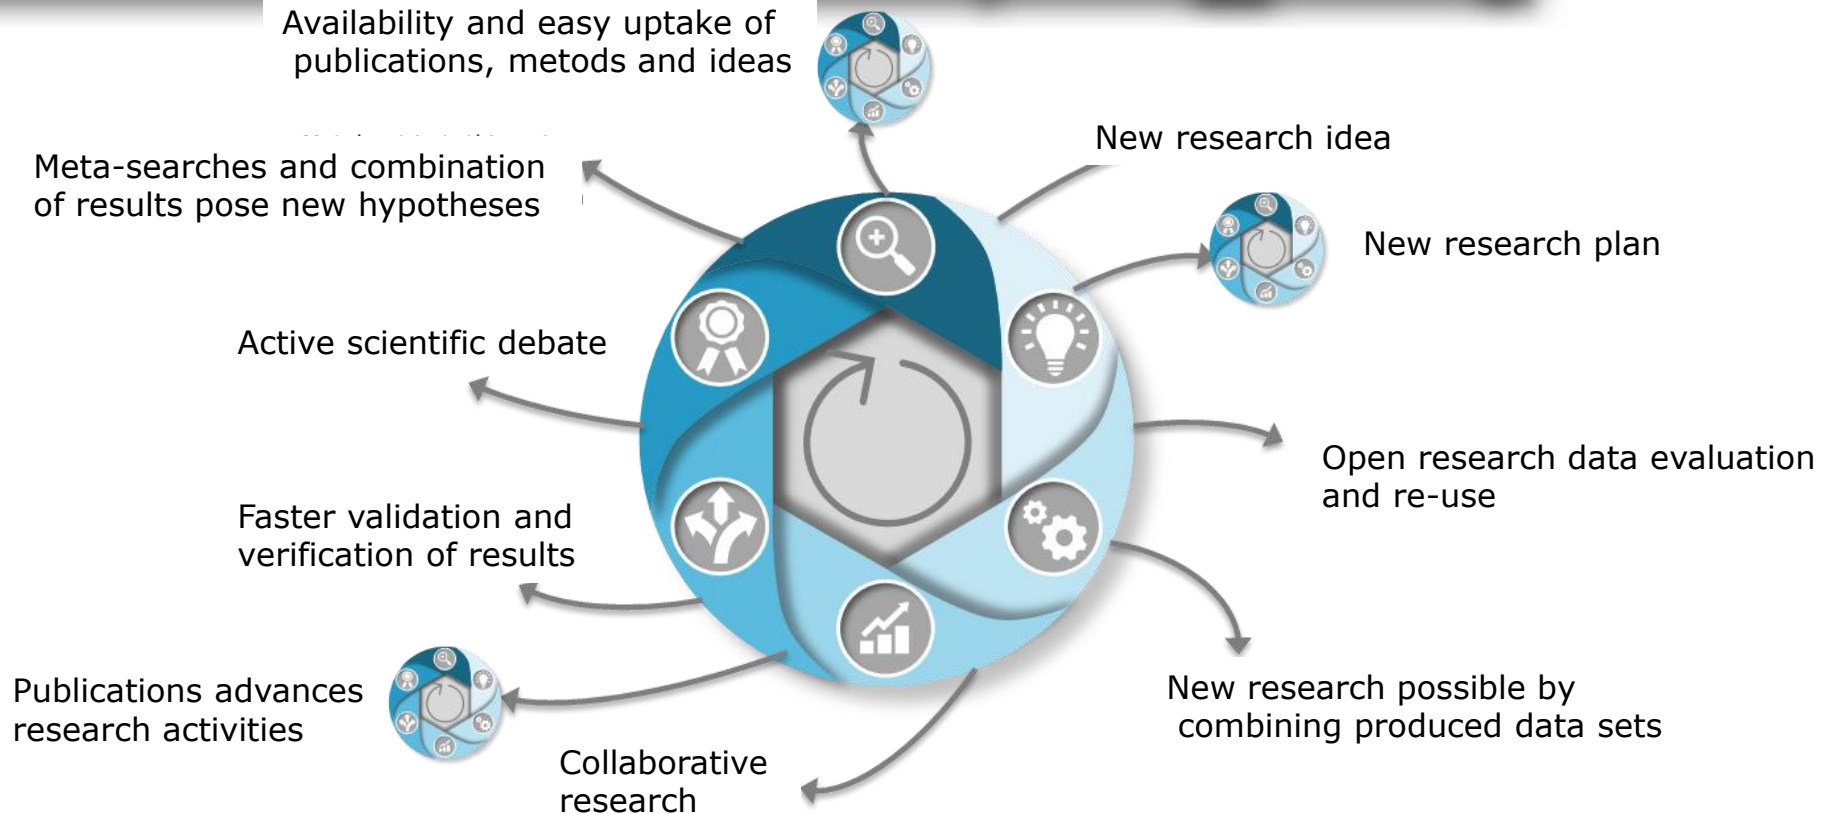 Availability and easy uptake of
publications, metods and ideas
New research idea
Meta-searches and combination
of results pose new hypotheses
New research plan
Active scientific debate
Open research data evaluation
and re-use
Faster validation and
verification of results
Publications advances
research activities
New research possible by
combining produced data sets
Collaborative
research